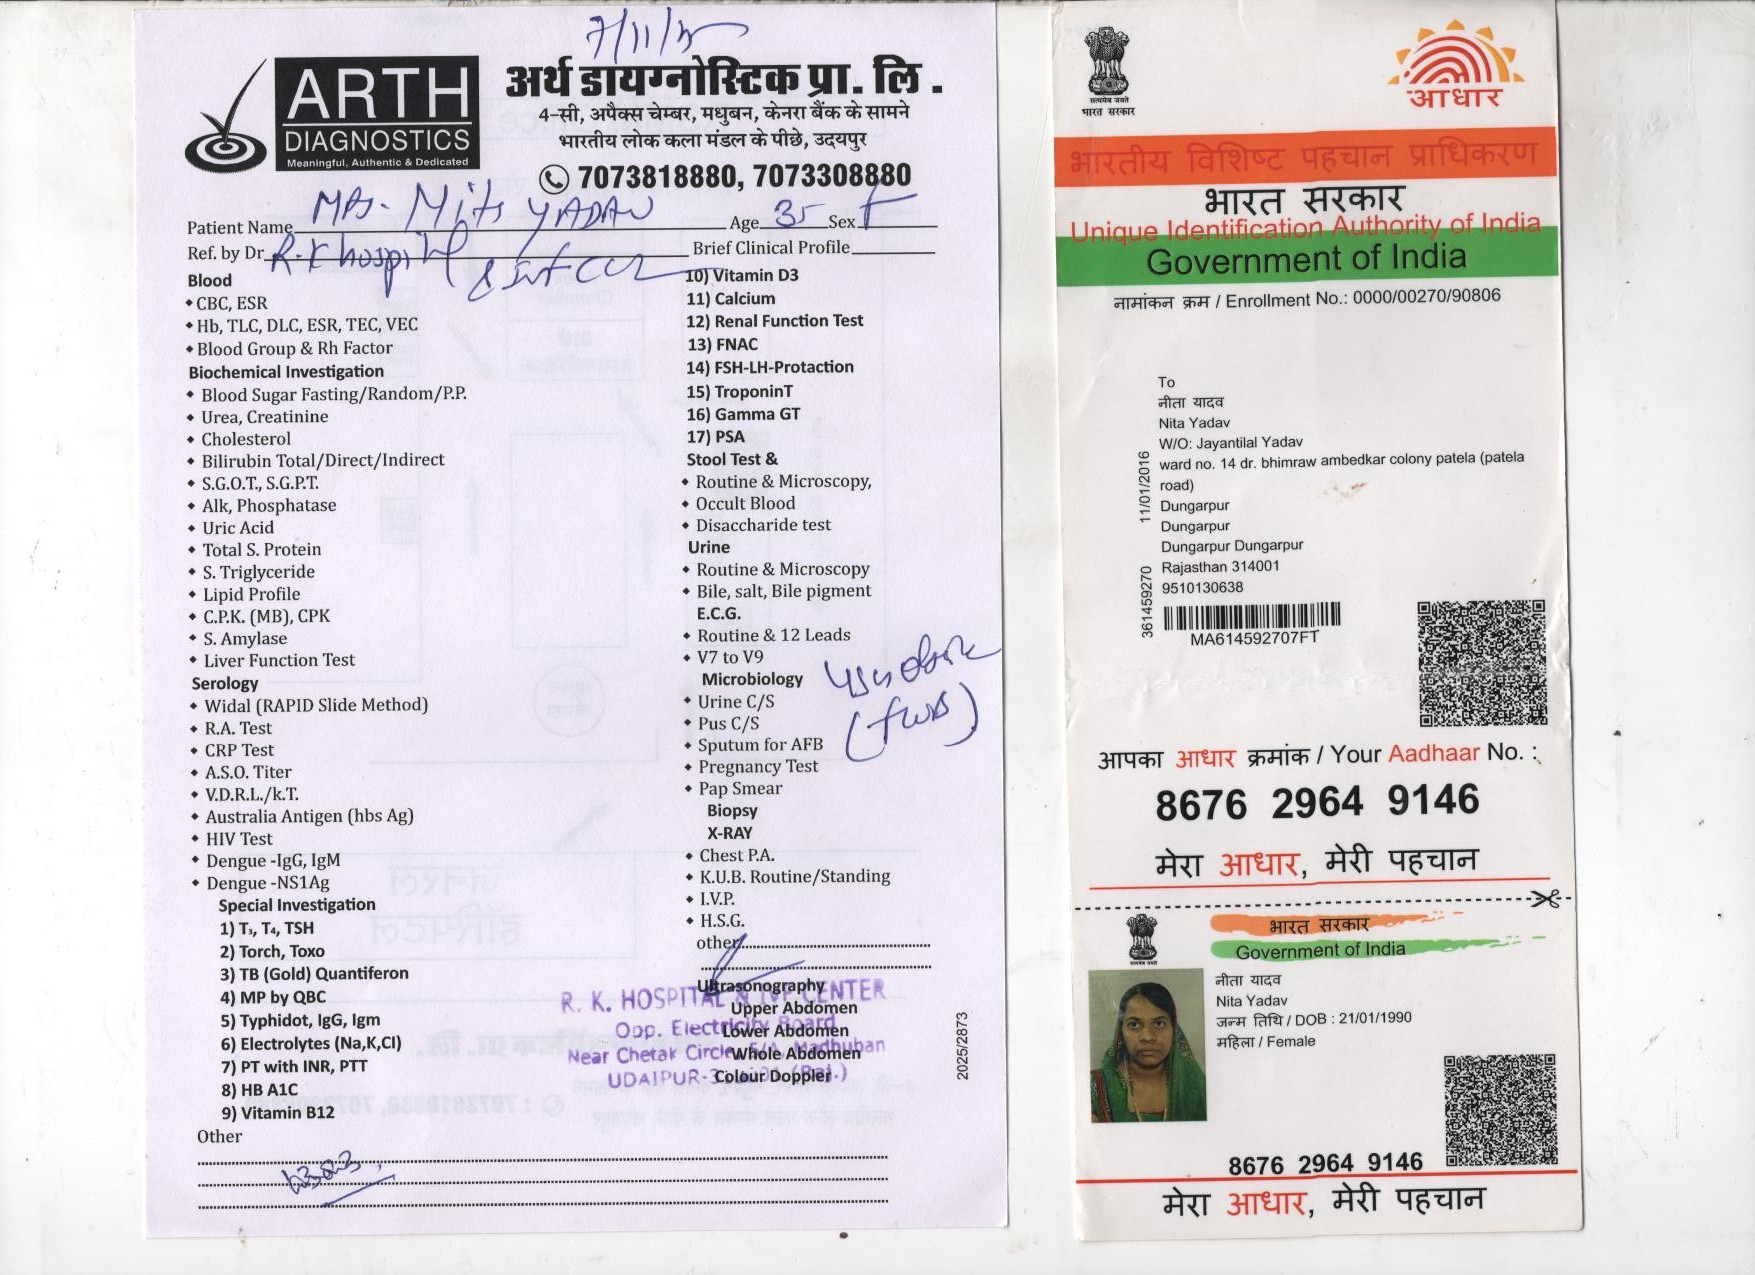 7/11/25
ARTH
DIAGNOSTICS
Meaningful, Authentic & Dedicated
अर्थ डायग्नोस्टिक प्रा. लि .
4-सी, अपैक्स चेम्बर, मधुबन, केनरा बैंक के सामने
भारतीय लोक कला मंडल के पीछे, उदयपुर
7073818880, 7073308880
Patient Name Mrs. Nita YADAV Age 35 Sex F
Ref. by Dr R.K hospital & IVF Brief Clinical Profile
Blood
CBC, ESR
Hb, TLC, DLC, ESR, TEC, VEC
Blood Group & Rh Factor
Biochemical Investigation
Blood Sugar Fasting/Random/P.P.
Urea, Creatinine
Cholesterol
Bilirubin Total/Direct/Indirect
S.G.O.T., S.G.P.T.
Alk, Phosphatase
Uric Acid
Total S. Protein
S. Triglyceride
Lipid Profile
C.P.K. (MB), CPK
S. Amylase
Liver Function Test
Serology
Widal (RAPID Slide Method)
R.A. Test
CRP Test
A.S.O. Titer
V.D.R.L./k.T.
Australia Antigen (hbs Ag)
HIV Test
Dengue -IgG, IgM
Dengue -NS1Ag
Special Investigation
1) T₃, T₄, TSH
2) Torch, Toxo
3) TB (Gold) Quantiferon
4) MP by QBC
5) Typhidot, IgG, Igm
6) Electrolytes (Na,K,Cl)
7) PT with INR, PTT
8) HB A1C
9) Vitamin B12
Other
10) Vitamin D3
11) Calcium
12) Renal Function Test
13) FNAC
14) FSH-LH-Protaction
15) TroponinT
16) Gamma GT
17) PSA
Stool Test &
Routine & Microscopy,
Occult Blood
Disaccharide test
Urine
Routine & Microscopy
Bile, salt, Bile pigment
E.C.G.
Routine & 12 Leads
V7 to V9
Microbiology
Urine C/S
Pus C/S
Sputum for AFB
Pregnancy Test
Pap Smear
Biopsy
X-RAY
Chest P.A.
K.U.B. Routine/Standing
I.V.P.
H.S.G.
other
Ultrasonography
Upper Abdomen
Lower Abdomen
Whole Abdomen
Colour Doppler
R. K. HOSPITAL & IVF CENTER
Opp. Electricity Board
Near Chetak Circle, Madhuban
UDAIPUR- (Raj.)
2025/2873
भारत सरकार
आधार
भारतीय विशिष्ट पहचान प्राधिकरण
भारत सरकार
Unique Identification Authority of India
Government of India
नामांकन क्रम / Enrollment No.: 0000/00270/90806
To
नीता यादव
Nita Yadav
W/O: Jayantilal Yadav
ward no. 14 dr. bhimraw ambedkar colony patela (patela
road)
Dungarpur
Dungarpur
Dungarpur Dungarpur
Rajasthan 314001
9510130638
11/01/2016
361459270
MA614592707FT
आपका आधार क्रमांक / Your Aadhaar No. :
8676 2964 9146
मेरा आधार, मेरी पहचान
भारत सरकार
Government of India
नीता यादव
Nita Yadav
जन्म तिथि / DOB : 21/01/1990
महिला / Female
8676 2964 9146
मेरा आधार, मेरी पहचान